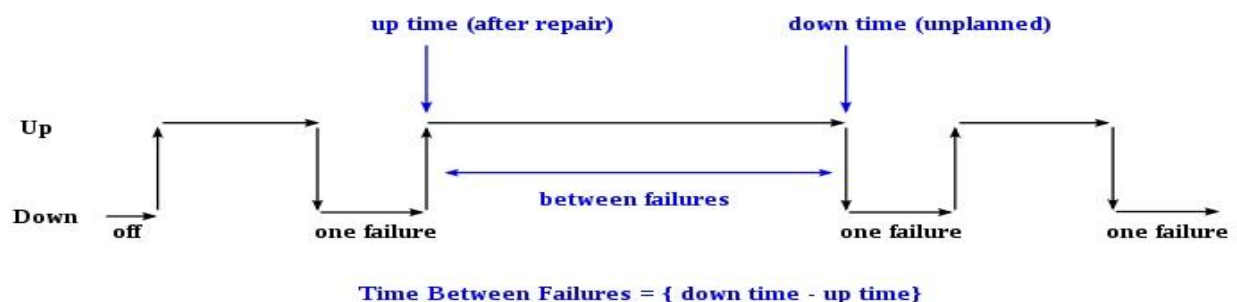 up time (after repair)
down time (unplanned)
Up
between failures
Down
off
one failure
one failure
one failure
Time Between Failures = { down time - up time}